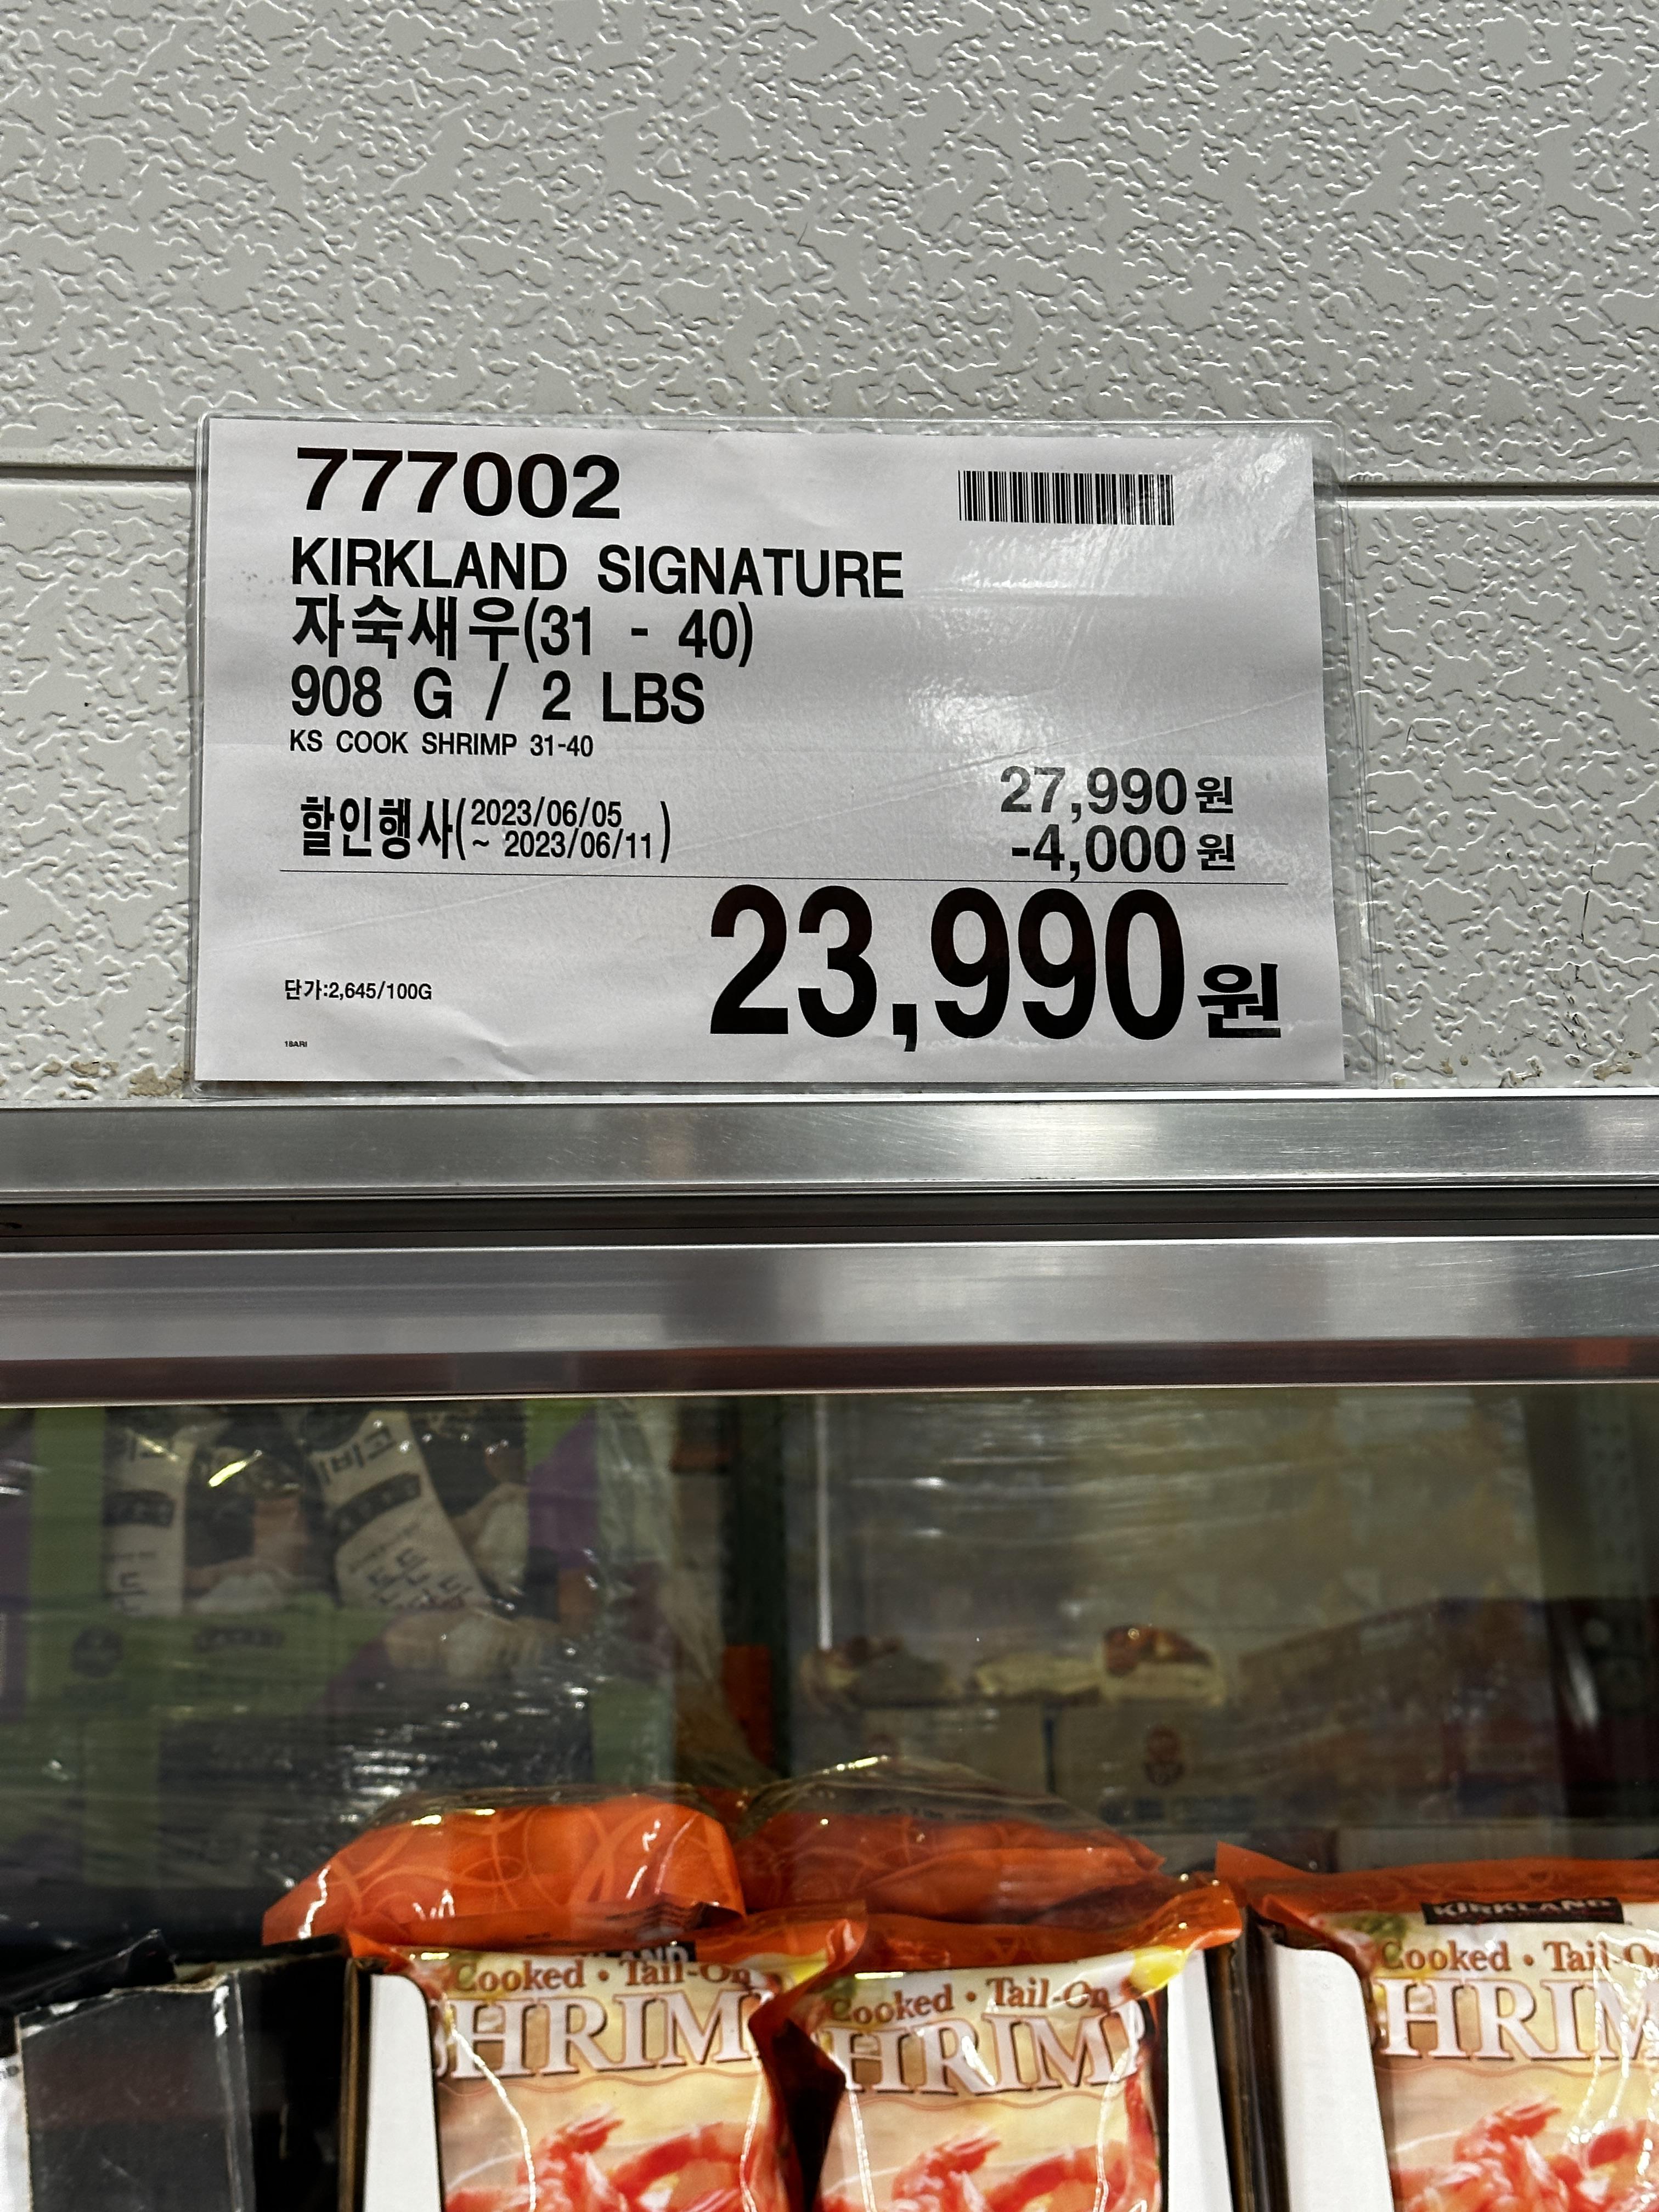 777002
KIRKLAND SIGNATURE
자숙새우(31 - 40)
908 G / 2 LBS
KS COOK SHRIMP 31-40
27,990원
할인행사(2023/06/05
~ 2023/06/11)
-4,000원
23,990원
단가:2,645/100G
18ARI
KIRKLAND
Cooked • Tail-On
SHRIM
Cooked • Tail-On
HRIM
Cooked • Tail-O
HRIM